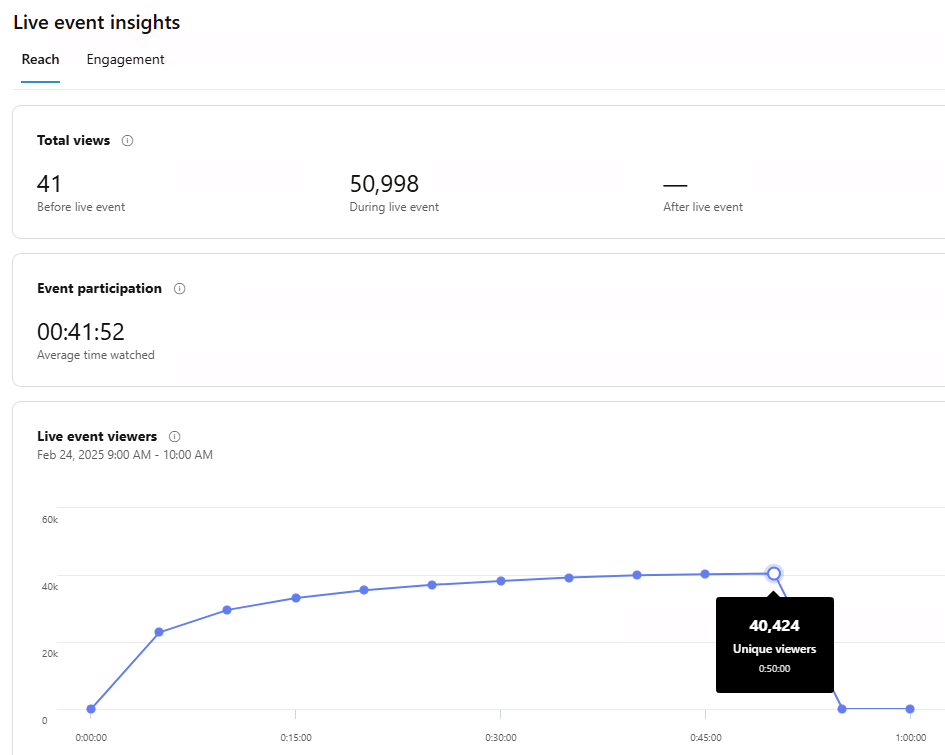 Live event insights
Reach Engagement
Total views
41 50,998 —
Before live event During live event After live event
Event participation
00:41:52
Average time watched
Live event viewers
Feb 24, 2025 9:00 AM - 10:00 AM
60k
40k
40,424
Unique viewers
20k
0:50:00
0
0:00:00 0:15:00 0:30:00 0:45:00 1:00:00